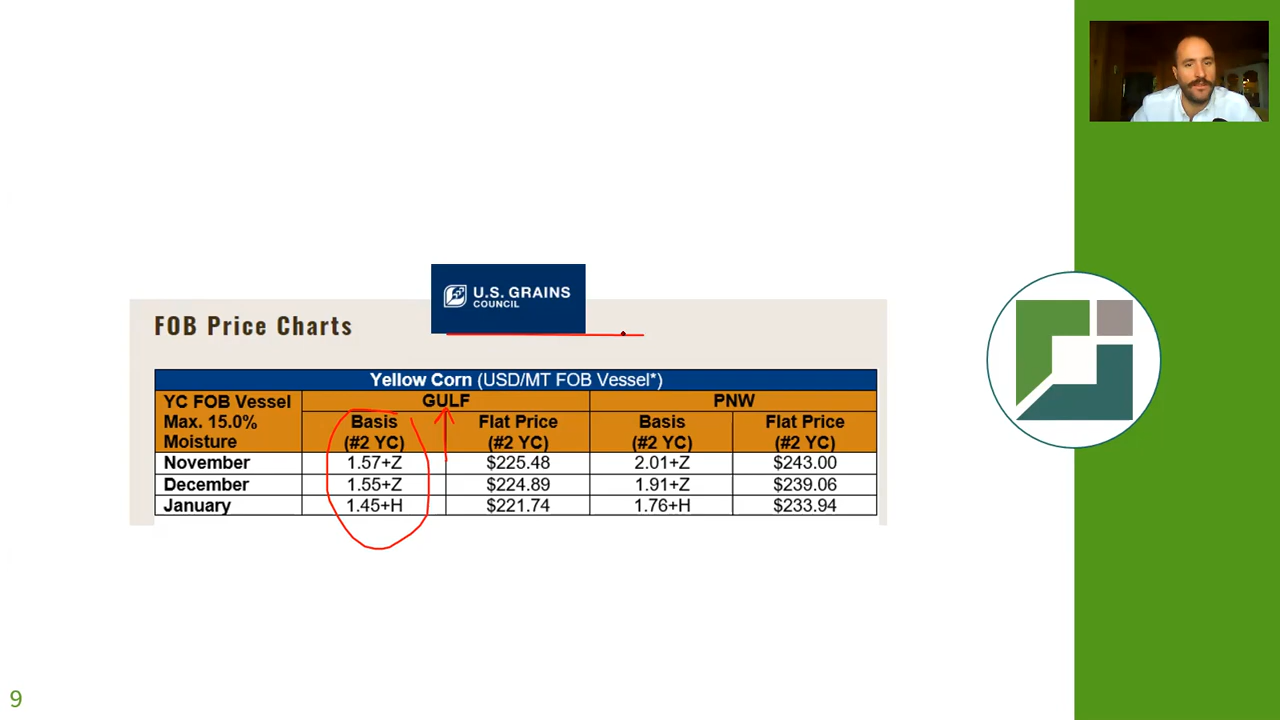 U.S. GRAINS
COUNCIL
FOB Price Charts
Yellow Corn (USD/MT FOB Vessel*)
YC FOB Vessel Max. 15.0% Moisture GULF PNW
Basis (#2 YC) Flat Price (#2 YC) Basis (#2 YC) Flat Price (#2 YC)
November 1.57+Z $225.48 2.01+Z $243.00
December 1.55+Z $224.89 1.91+Z $239.06
January 1.45+H $221.74 1.76+H $233.94
9